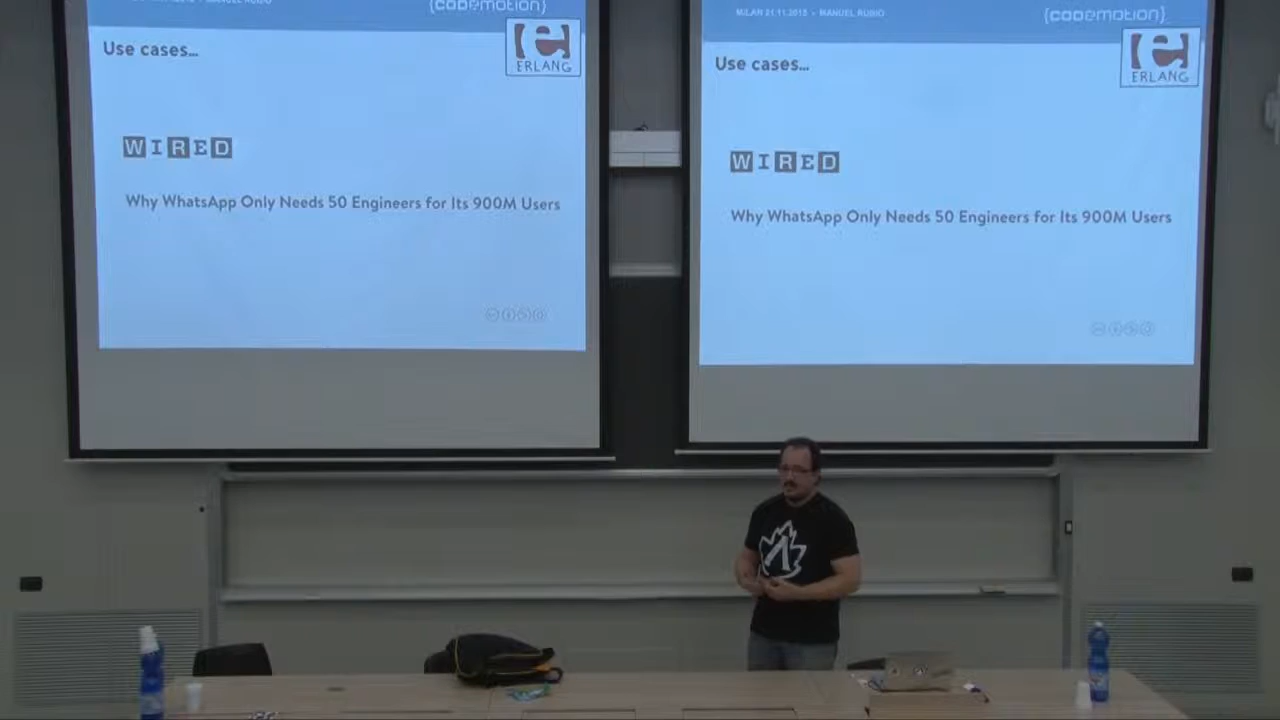 {codemotion}
Use cases...
ERLANG
WIRED
Why WhatsApp Only Needs 50 Engineers for Its 900M Users
MILAN 21.11.2015 - MANUEL RUBIO
{codemotion}
Use cases...
ERLANG
WIRED
Why WhatsApp Only Needs 50 Engineers for Its 900M Users